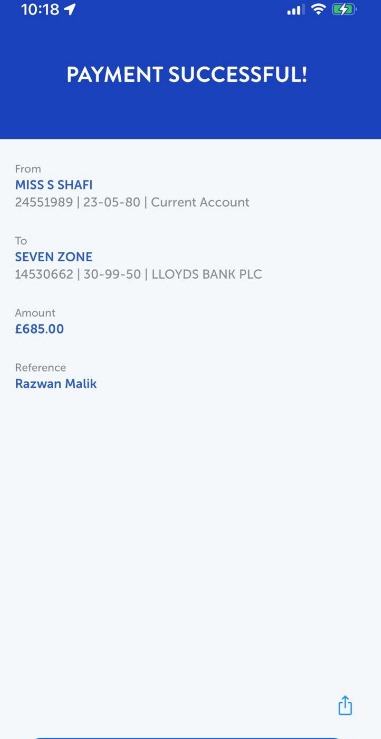 10:18
PAYMENT SUCCESSFUL!
From
MISS S SHAFI
24551989 | 23-05-80 | Current Account
To
SEVEN ZONE
14530662 | 30-99-50 | LLOYDS BANK PLC
Amount
£685.00
Reference
Razwan Malik